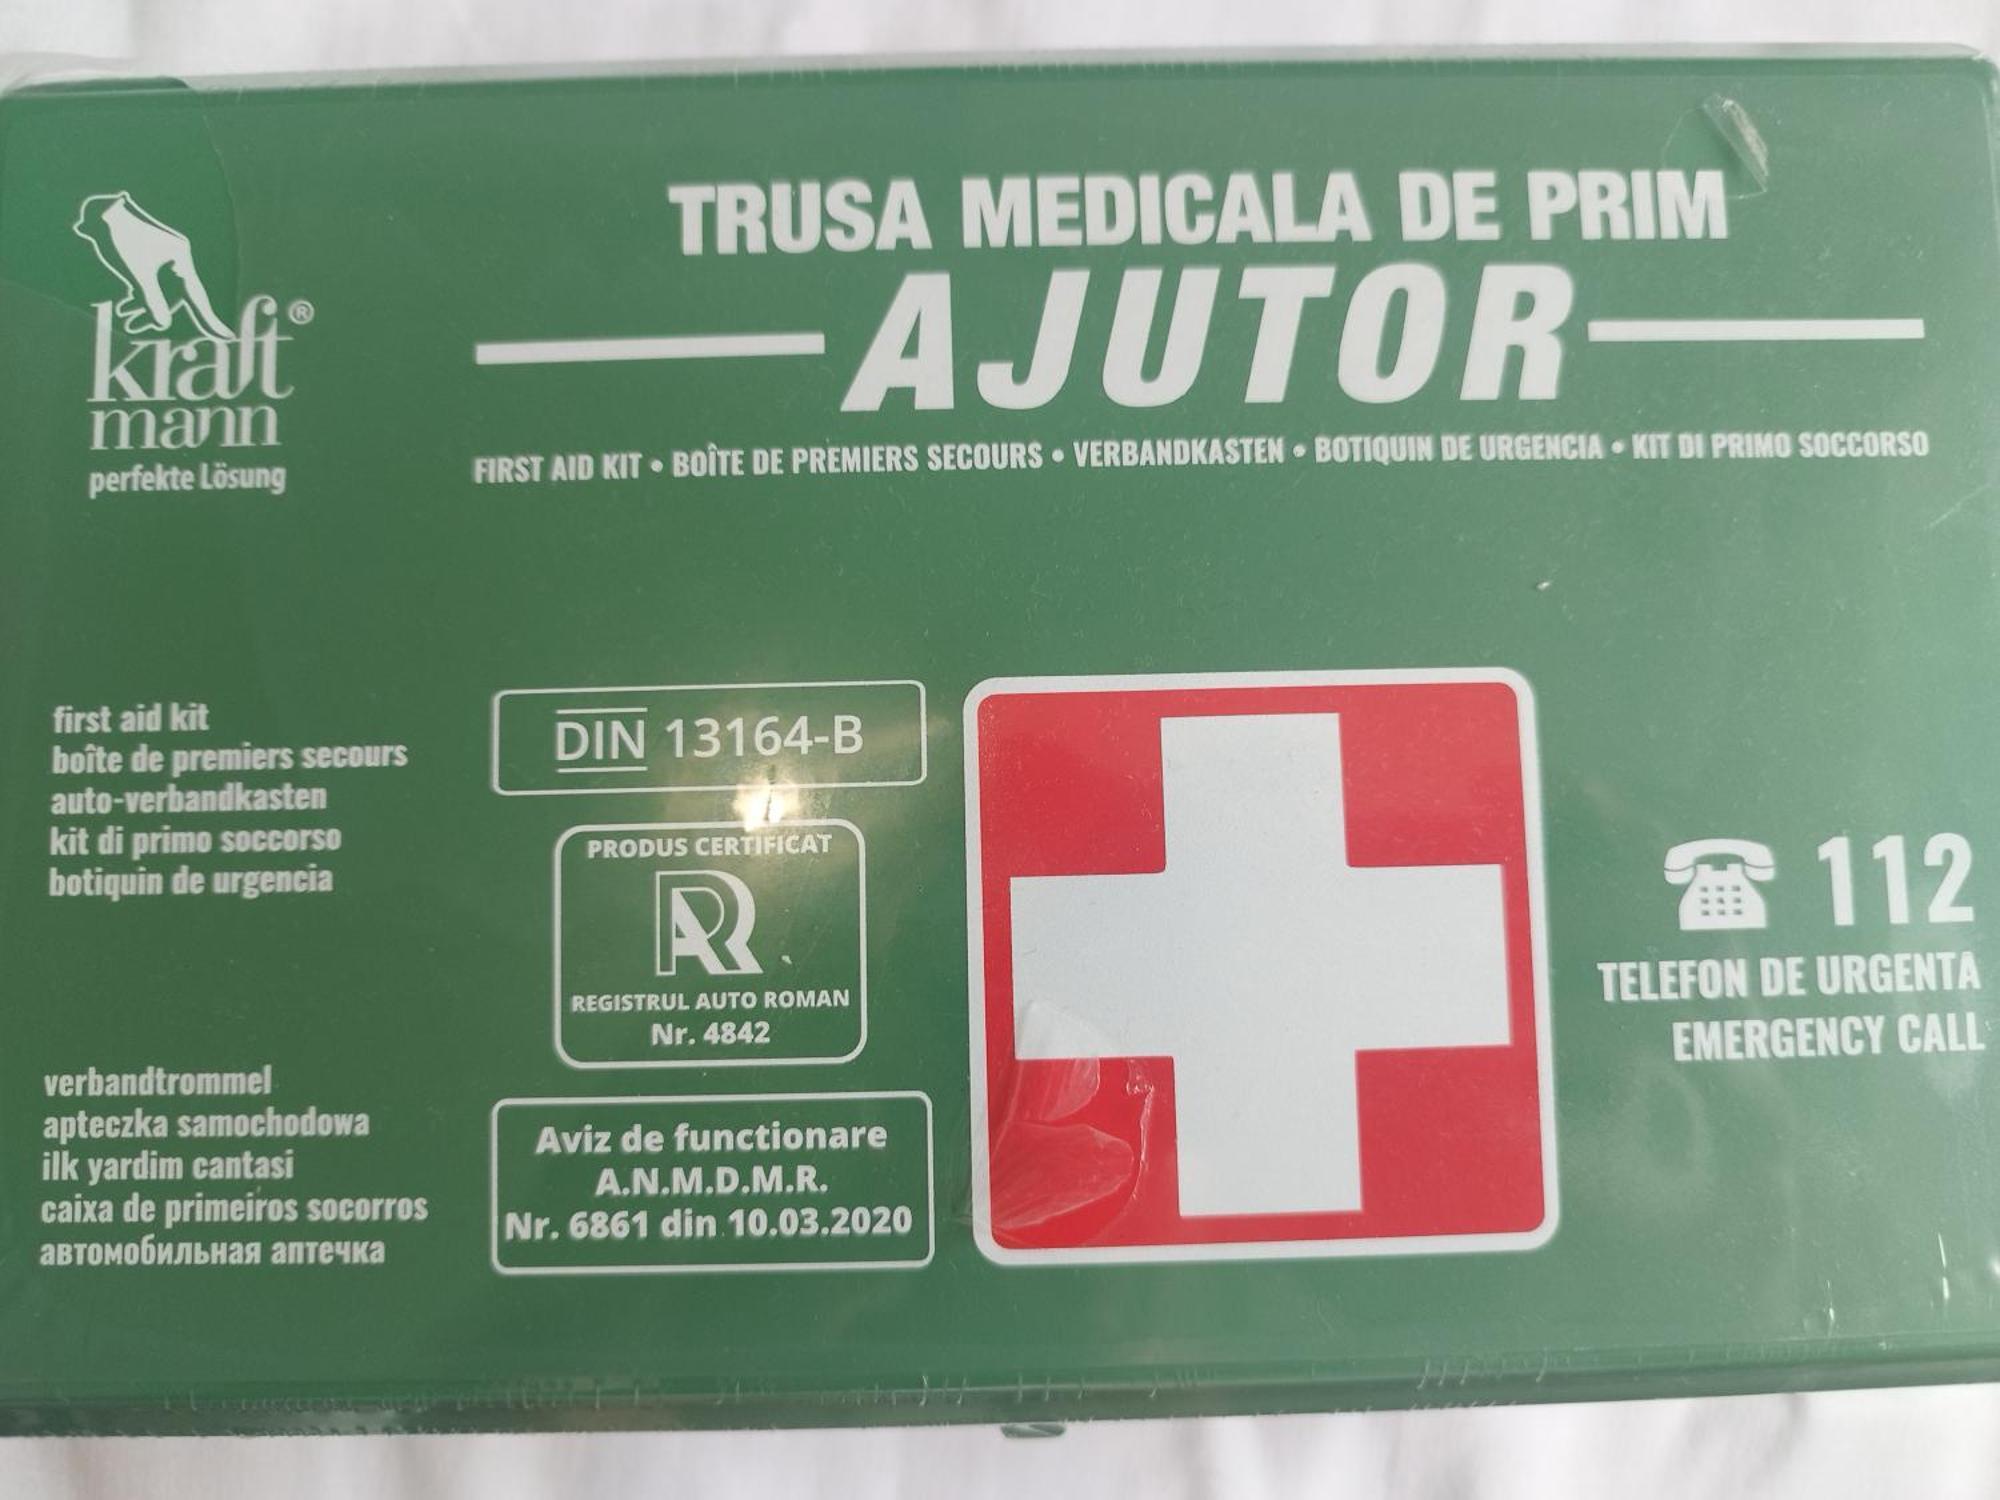 TRUSA MEDICALA DE PRIM
AJUTOR
FIRST AID KIT • BOÎTE DE PREMIERS SECOURS • VERBANDKASTEN • BOTIQUIN DE URGENCIA • KIT DI PRIMO SOCCORSO
kraft®
mann
perfekte Lösung
first aid kit
boîte de premiers secours
auto-verbandkasten
kit di primo soccorso
botiquin de urgencia
verbandtrommel
apteczka samochodowa
ilk yardim cantasi
caixa de primeiros socorros
автомобильная аптечка
DIN 13164-B
PRODUS CERTIFICAT
RAR
REGISTRUL AUTO ROMAN
Nr. 4842
Aviz de functionare
A.N.M.D.M.R.
Nr. 6861 din 10.03.2020
112
TELEFON DE URGENTA
EMERGENCY CALL